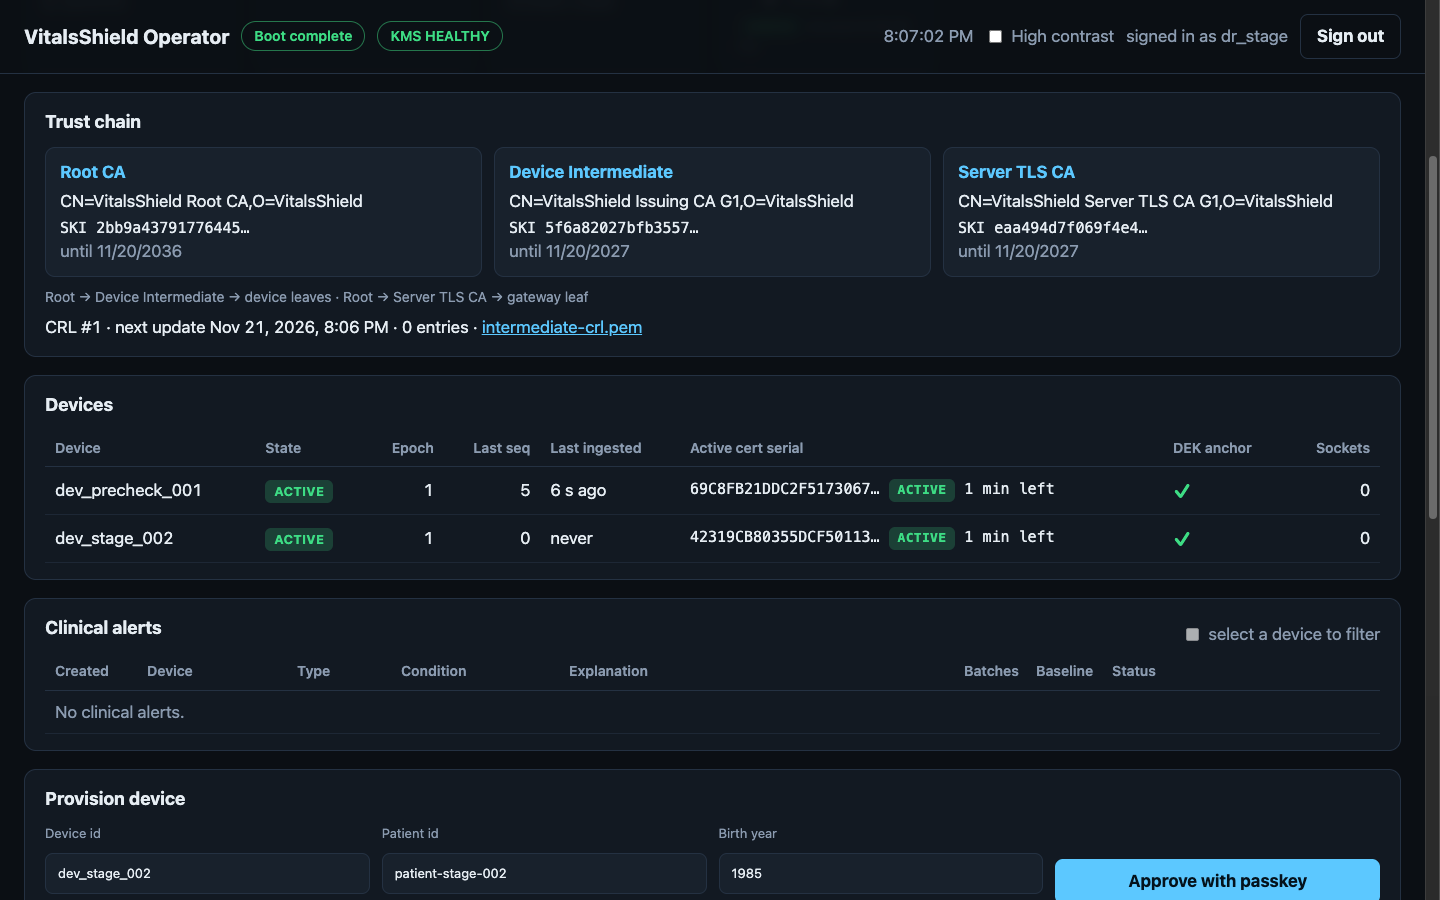 VitalsShield Operator
Boot complete
KMS HEALTHY
8:07:02 PM
High contrast
signed in as dr_stage
Sign out
Trust chain
Root CA
CN=VitalsShield Root CA,O=VitalsShield
SKI 2bb9a43791776445…
until 11/20/2036
Device Intermediate
CN=VitalsShield Issuing CA G1,O=VitalsShield
SKI 5f6a82027bfb3557…
until 11/20/2027
Server TLS CA
CN=VitalsShield Server TLS CA G1,O=VitalsShield
SKI eaa494d7f069f4e4…
until 11/20/2027
Root → Device Intermediate → device leaves · Root → Server TLS CA → gateway leaf
CRL #1 · next update Nov 21, 2026, 8:06 PM · 0 entries · intermediate-crl.pem
Devices
Device State Epoch Last seq Last ingested Active cert serial DEK anchor Sockets
dev_precheck_001 ACTIVE 1 5 6 s ago 69C8FB21DDC2F5173067… ACTIVE 1 min left ✓ 0
dev_stage_002 ACTIVE 1 0 never 42319CB80355DCF50113… ACTIVE 1 min left ✓ 0
Clinical alerts
select a device to filter
Created Device Type Condition Explanation Batches Baseline Status
No clinical alerts.
Provision device
Device id Patient id Birth year
dev_stage_002 patient-stage-002 1985 Approve with passkey